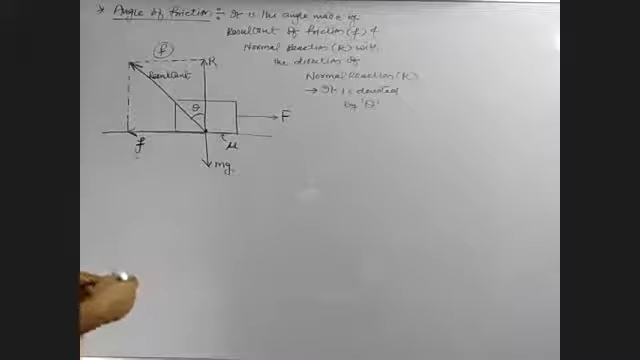 * Angle of friction :- It is the angle made of
Resultant of friction (f) &
Normal Reaction (R) with
the direction of
Normal Reaction (R)
→ It is denoted
by 'θ'
f
R
Resultant
θ
F
f
μ
mg